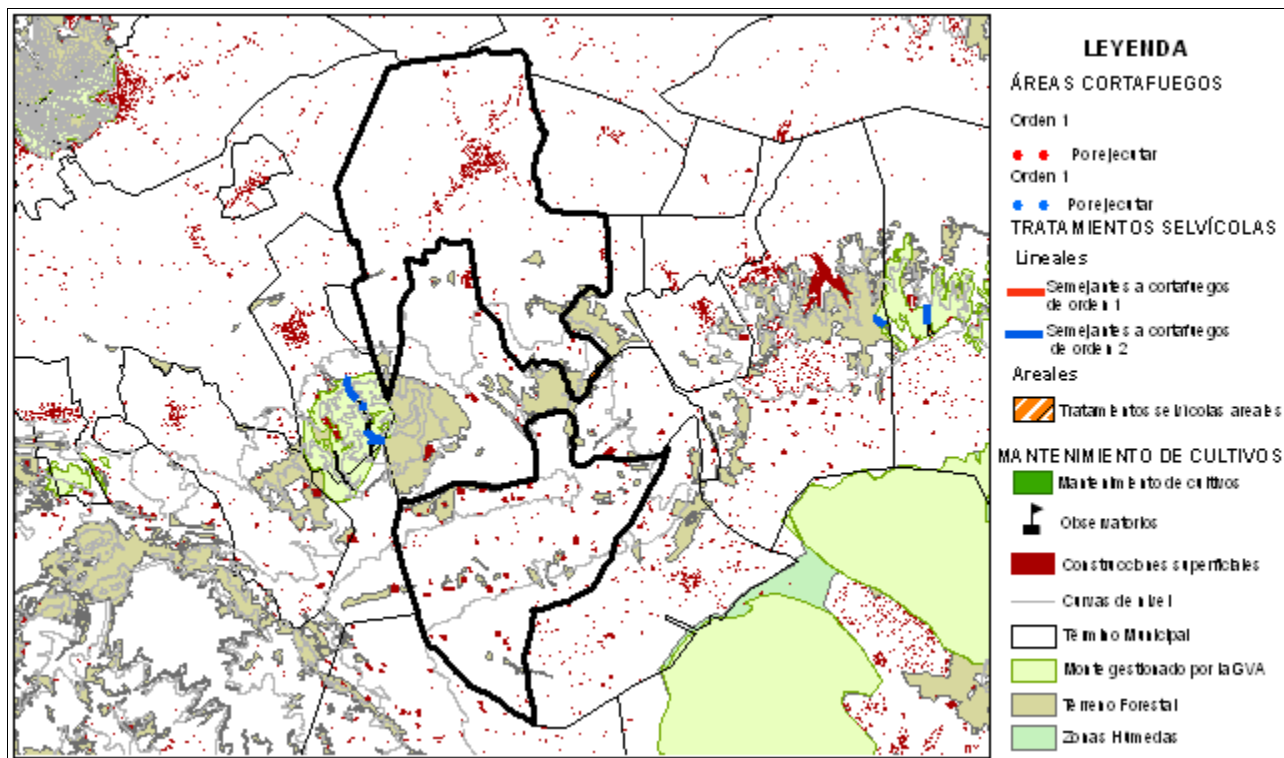 LEYENDA
ÁREAS CORTAFUEGOS
Orden 1
Por ejecutar
Orden 1
Por ejecutar
TRATAMIENTOS SELVÍCOLAS
Lineales
Semejantes a cortafuegos
de orden 1
Semejantes a cortafuegos
de orden 2
Areales
Tratamientos selvícolas areales
MANTENIMIENTO DE CULTIVOS
Mantenimiento de cultivos
Observatorios
Construcciones superficiales
Curvas de nivel
Término Municipal
Monte gestionado por la GVA
Terreno Forestal
Zonas Húmedas